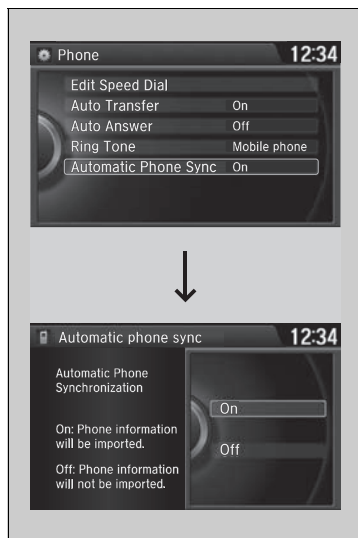 Phone 12:34
Edit Speed Dial
Auto Transfer On
Auto Answer Off
Ring Tone Mobile phone
Automatic Phone Sync On
Automatic phone sync 12:34
Automatic Phone
Synchronization
On: Phone information
will be imported.
Off: Phone information
will not be imported.
On
Off